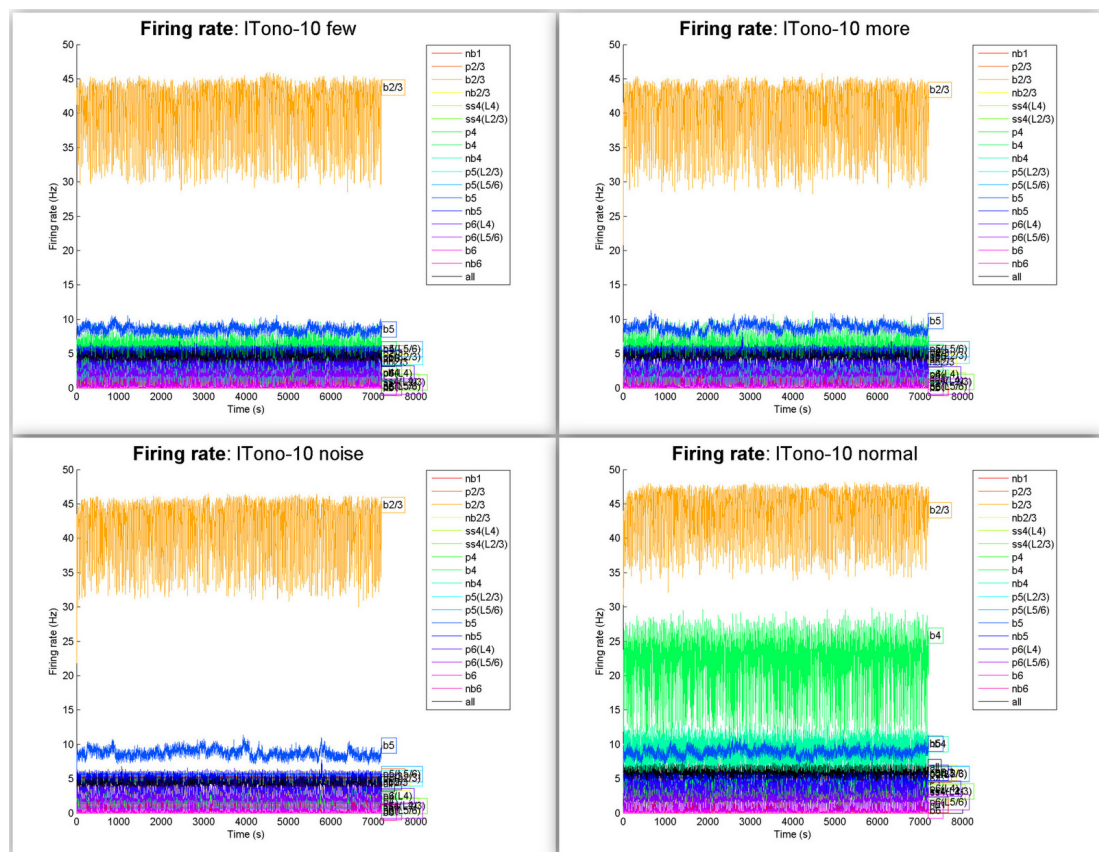 Firing rate: ITono-10 few
50
45
40
35
30
25
20
15
10
5
0
Firing rate (Hz)
0 1000 2000 3000 4000 5000 6000 7000 8000
Time (s)
b2/3
b5
nb1
p2/3
b2/3
nb2/3
ss4(L4)
ss4(L2/3)
p4
b4
nb4
p5(L2/3)
p5(L5/6)
b5
nb5
p6(L4)
p6(L5/6)
b6
nb6
all
Firing rate: ITono-10 more
50
45
40
35
30
25
20
15
10
5
0
Firing rate (Hz)
0 1000 2000 3000 4000 5000 6000 7000 8000
Time (s)
b2/3
b5
nb1
p2/3
b2/3
nb2/3
ss4(L4)
ss4(L2/3)
p4
b4
nb4
p5(L2/3)
p5(L5/6)
b5
nb5
p6(L4)
p6(L5/6)
b6
nb6
all
Firing rate: ITono-10 noise
50
45
40
35
30
25
20
15
10
5
0
Firing rate (Hz)
0 1000 2000 3000 4000 5000 6000 7000 8000
Time (s)
b2/3
b5
nb1
p2/3
b2/3
nb2/3
ss4(L4)
ss4(L2/3)
p4
b4
nb4
p5(L2/3)
p5(L5/6)
b5
nb5
p6(L4)
p6(L5/6)
b6
nb6
all
Firing rate: ITono-10 normal
50
45
40
35
30
25
20
15
10
5
0
Firing rate (Hz)
0 1000 2000 3000 4000 5000 6000 7000 8000
Time (s)
b2/3
b4
nb1
p2/3
b2/3
nb2/3
ss4(L4)
ss4(L2/3)
p4
b4
nb4
p5(L2/3)
p5(L5/6)
b5
nb5
p6(L4)
p6(L5/6)
b6
nb6
all